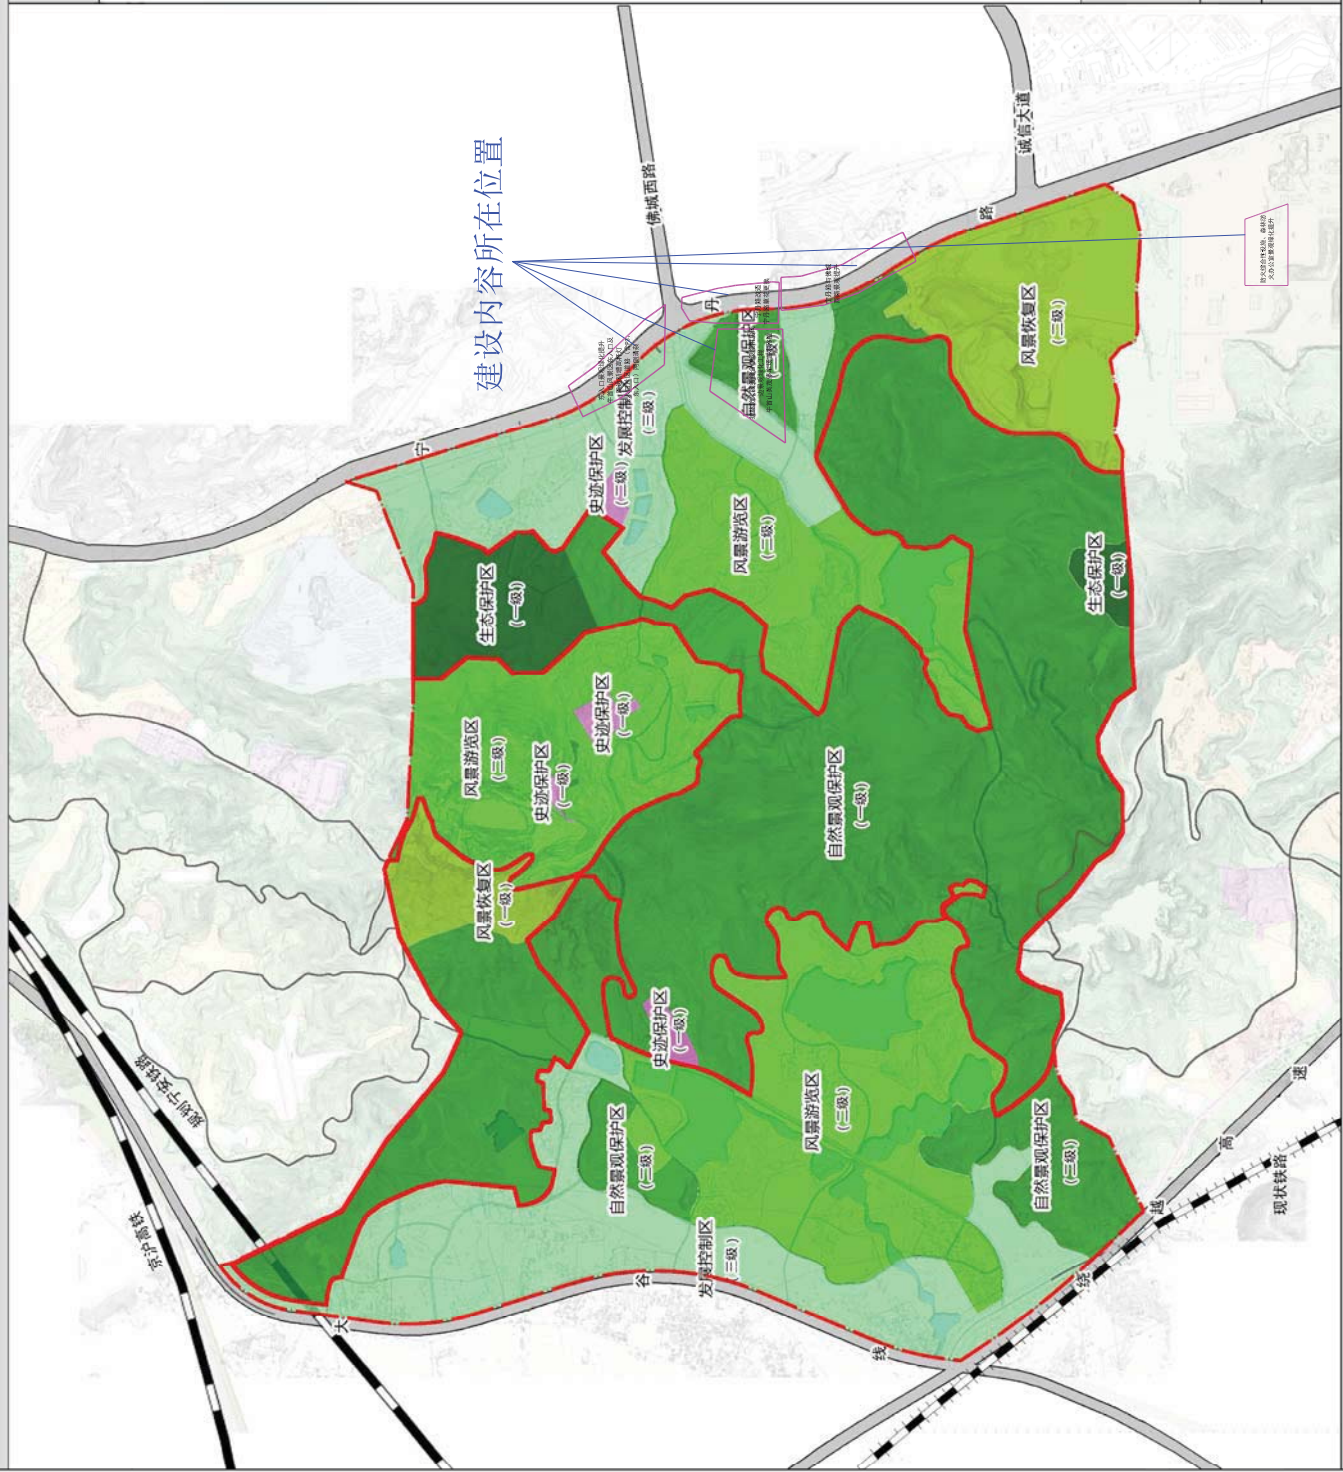 建设内容所在位置
佛城西路
诚信大道
宁
丹
路
发展控制区
（三级）
史迹保护区
（二级）
自然景观保护区
（二级）
风景恢复区
（二级）
风景游览区
（三级）
生态保护区
（一级）
生态保护区
（一级）
风景游览区
（三级）
史迹保护区
（一级）
史迹保护区
（一级）
自然景观保护区
（一级）
风景恢复区
（一级）
史迹保护区
（一级）
风景游览区
（三级）
自然景观保护区
（二级）
自然景观保护区
（二级）
发展控制区
（三级）
规划宁安铁路
京沪高铁
大
谷
线
绕
越
高
速
现状铁路